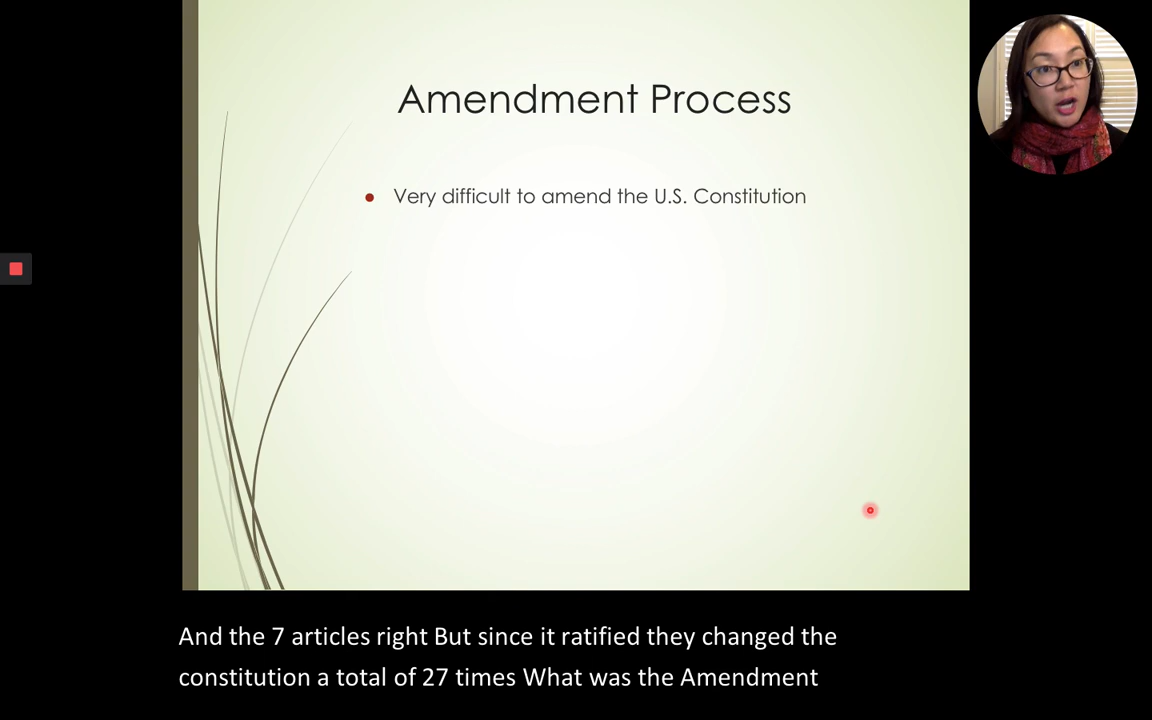 Amendment Process
Very difficult to amend the U.S. Constitution
And the 7 articles right But since it ratified they changed the
constitution a total of 27 times What was the Amendment